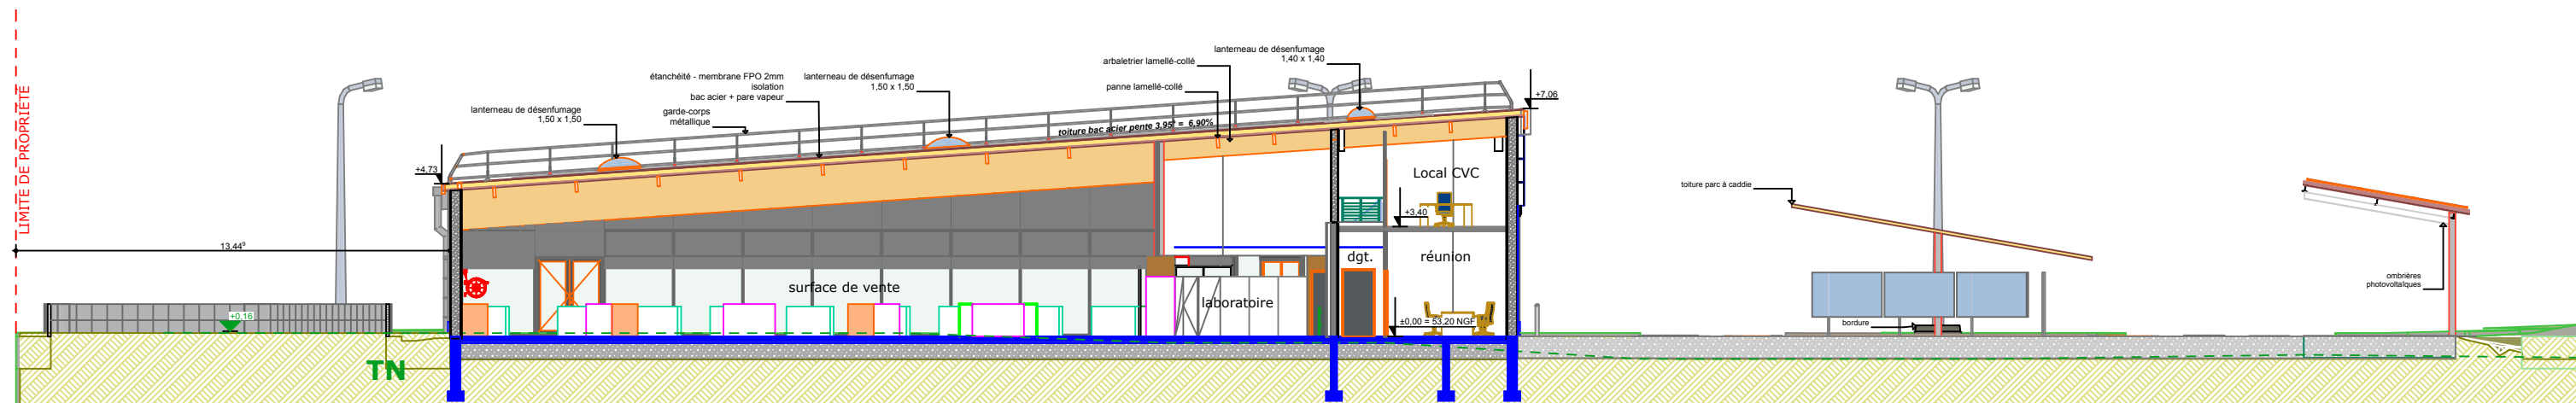 LIMITE DE PROPRIÉTÉ
13,44⁹
+0,16
TN
+4,73
lanterneau de désenfumage
1,50 x 1,50
garde-corps
métallique
étanchéité - membrane FPO 2mm
isolation
bac acier + pare vapeur
lanterneau de désenfumage
1,50 x 1,50
arbaletrier lamellé-collé
panne lamellé-collé
lanterneau de désenfumage
1,40 x 1,40
toiture bac acier pente 3,95° = 6,90%
+7,06
Local CVC
+3,40
dgt.
réunion
surface de vente
laboratoire
±0,00 = 53,20 NGF
toiture parc à caddie
bordure
ombrières
photovoltaïques